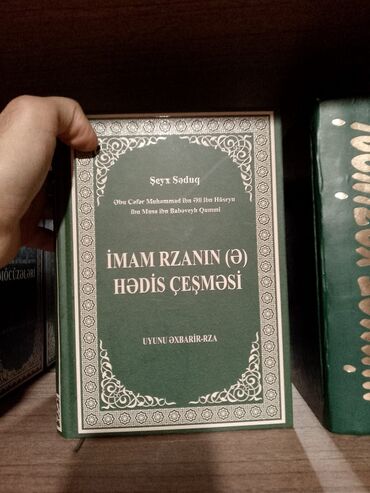 Şeyx Səduq
Əbu Cəfər Muhəmməd ibn Əli ibn Hüseyn
ibn Musa ibn Babəveyh Qummi
İMAM RZANIN (Ə)
HƏDİS ÇEŞMƏSİ
UYUNU ƏXBARİR-RZA
MÖCÜZƏLƏRİ